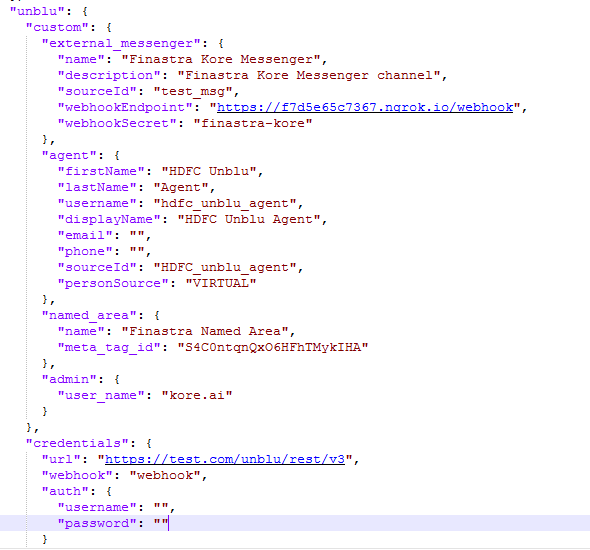 "unblu": {
"custom": {
"external_messenger": {
"name": "Finastra Kore Messenger",
"description": "Finastra Kore Messenger channel",
"sourceId": "test_msg",
"webhookEndpoint": "https://f7d5e65c7367.ngrok.io/webhook",
"webhookSecret": "finastra-kore"
},
"agent": {
"firstName": "HDFC Unblu",
"lastName": "Agent",
"username": "hdfc_unblu_agent",
"displayName": "HDFC Unblu Agent",
"email": "",
"phone": "",
"sourceId": "HDFC_unblu_agent",
"personSource": "VIRTUAL"
},
"named_area": {
"name": "Finastra Named Area",
"meta_tag_id": "S4C0ntqnQxO6HFhTMykIHA"
},
"admin": {
"user_name": "kore.ai"
}
},
"credentials": {
"url": "https://test.com/unblu/rest/v3",
"webhook": "webhook",
"auth": {
"username": "",
"password": ""
}